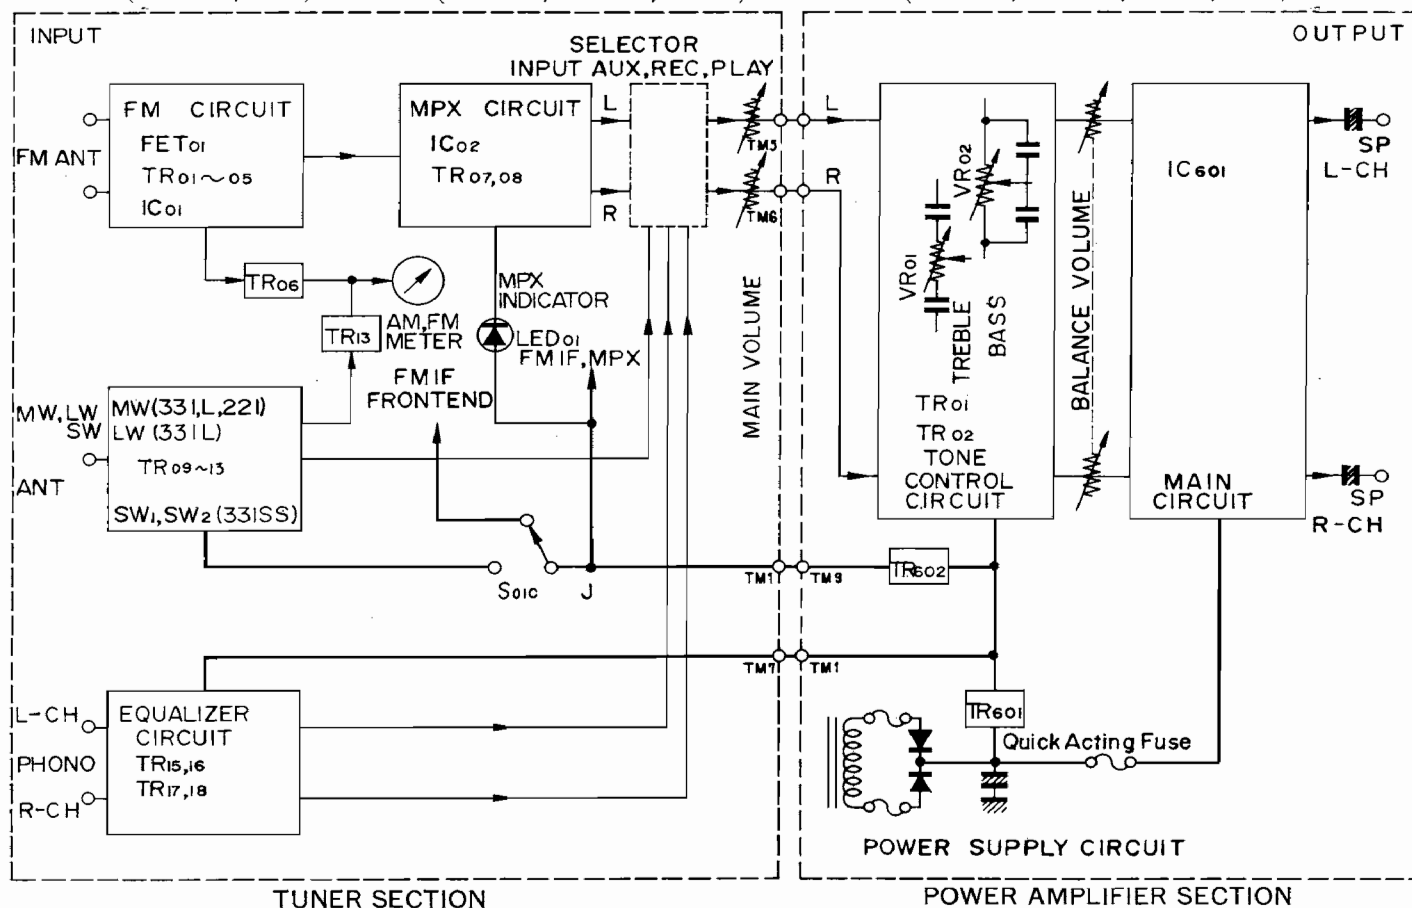 INPUT
OUTPUT
SELECTOR
INPUT AUX,REC,PLAY
FM CIRCUIT
FET01
TR01~05
IC01
FM ANT
MPX CIRCUIT
IC02
TR07,08
L
R
TM3
TM6
L
R
MAIN VOLUME
TR06
TR13
AM,FM
METER
MPX
INDICATOR
LED01
FM IF,MPX
FM IF
FRONTEND
MW,LW
SW
ANT
MW(331,L,221)
LW(331L)
TR09~13
SW1,SW2(331SS)
S01C
J
TM1
TM9
TR602
TM7
TM1
L-CH
PHONO
R-CH
EQUALIZER
CIRCUIT
TR15,16
TR17,18
TUNER SECTION
VR02
VR01
TREBLE
BASS
TR01
TR02
TONE
CONTROL
CIRCUIT
BALANCE VOLUME
IC601
MAIN
CIRCUIT
SP
L-CH
SP
R-CH
TR601
Quick Acting Fuse
POWER SUPPLY CIRCUIT
POWER AMPLIFIER SECTION